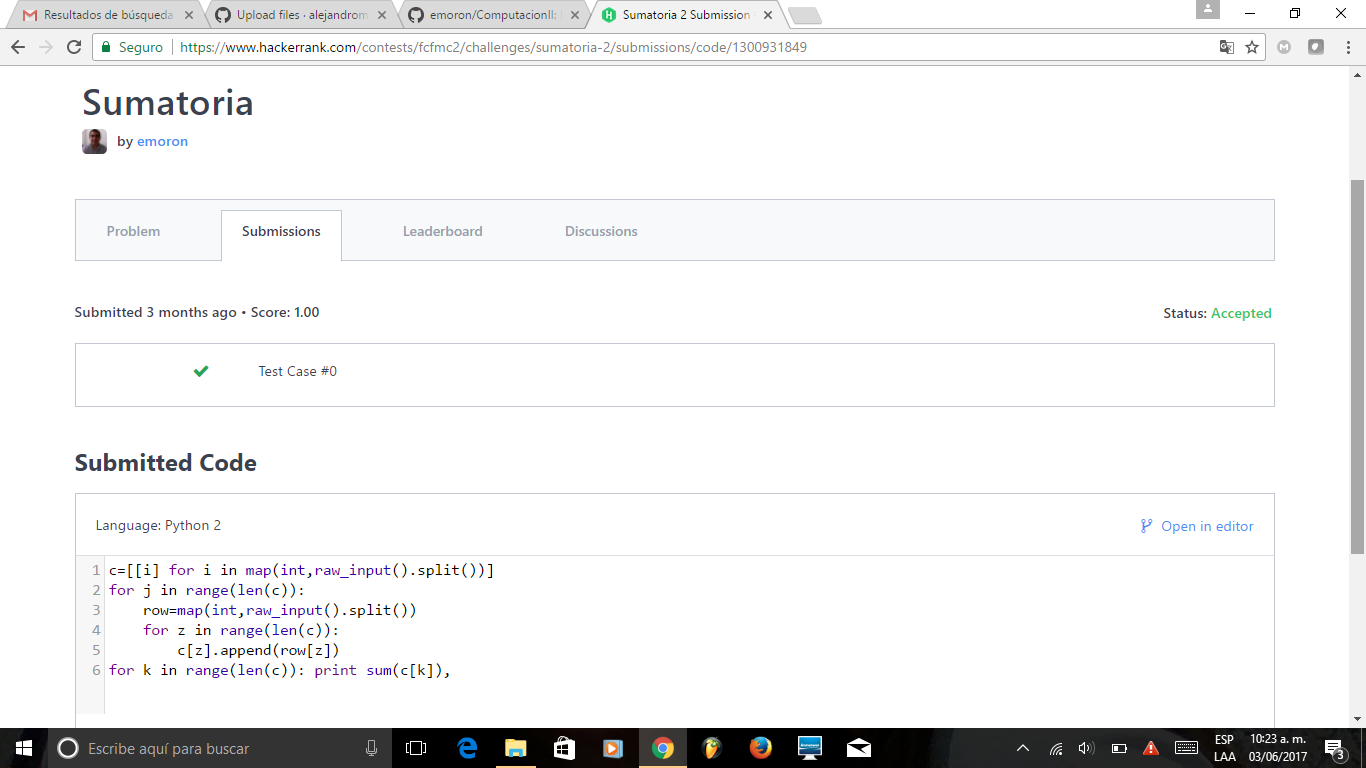 Resultados de búsqueda
Upload files · alejandrom
emoron/ComputacionII:
Sumatoria 2 Submission
Seguro
https://www.hackerrank.com/contests/fcfmc2/challenges/sumatoria-2/submissions/code/1300931849
Sumatoria
by emoron
Problem
Submissions
Leaderboard
Discussions
Submitted 3 months ago • Score: 1.00
Status: Accepted
Test Case #0
Submitted Code
Language: Python 2
Open in editor
1 c=[[i] for i in map(int,raw_input().split())]
2 for j in range(len(c)):
3     row=map(int,raw_input().split())
4     for z in range(len(c)):
5         c[z].append(row[z])
6 for k in range(len(c)): print sum(c[k]),
Escribe aquí para buscar
ESP 10:23 a. m.
LAA 03/06/2017
3